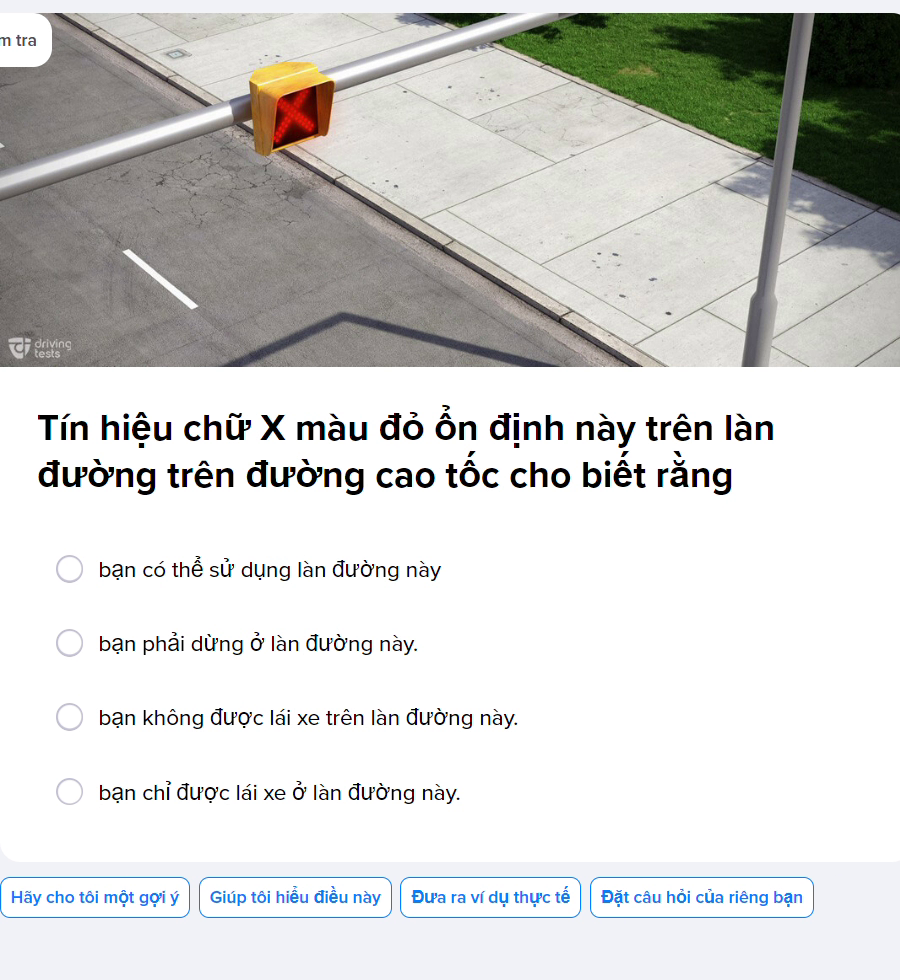 m tra
driving
tests
Tín hiệu chữ X màu đỏ ổn định này trên làn
đường trên đường cao tốc cho biết rằng
bạn có thể sử dụng làn đường này
bạn phải dừng ở làn đường này.
bạn không được lái xe trên làn đường này.
bạn chỉ được lái xe ở làn đường này.
Hãy cho tôi một gợi ý Giúp tôi hiểu điều này Đưa ra ví dụ thực tế Đặt câu hỏi của riêng bạn